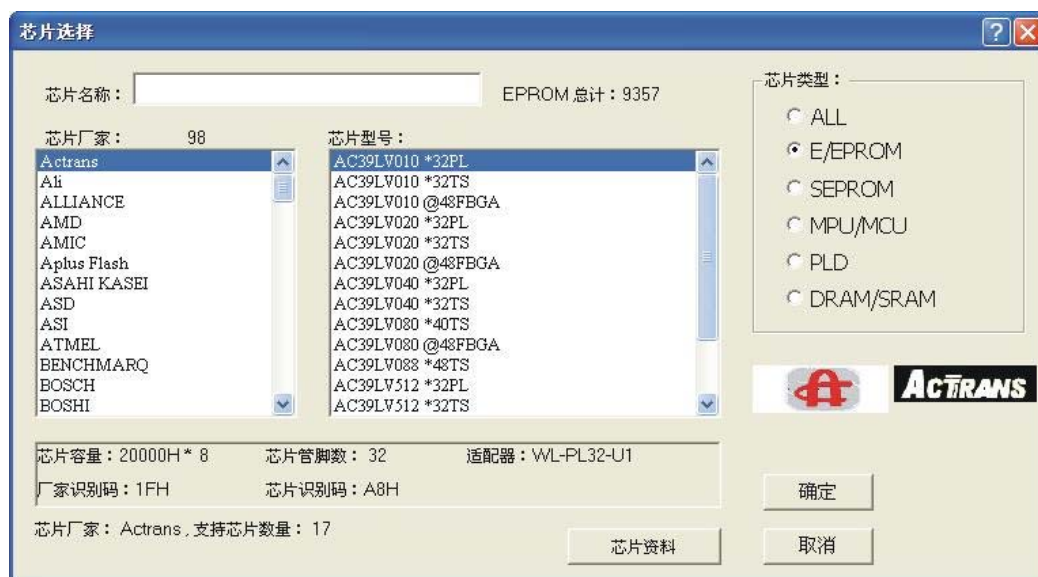 芯片选择
芯片名称：
EPROM 总计：9357
芯片类型：
ALL
E/EPROM
SEPROM
MPU/MCU
PLD
DRAM/SRAM
芯片厂家： 98
Actrans
Ali
ALLIANCE
AMD
AMIC
Aplus Flash
ASAHI KASEI
ASD
ASI
ATMEL
BENCHMARQ
BOSCH
BOSHI
芯片型号：
AC39LV010 *32PL
AC39LV010 *32TS
AC39LV010 @48FBGA
AC39LV020 *32PL
AC39LV020 *32TS
AC39LV020 @48FBGA
AC39LV040 *32PL
AC39LV040 *32TS
AC39LV080 *40TS
AC39LV080 @48FBGA
AC39LV088 *48TS
AC39LV512 *32PL
AC39LV512 *32TS
ACTRANS
芯片容量：20000H * 8 芯片管脚数： 32 适配器：WL-PL32-U1
厂家识别码：1FH 芯片识别码：A8H
芯片厂家： Actrans , 支持芯片数量： 17
芯片资料
确定
取消